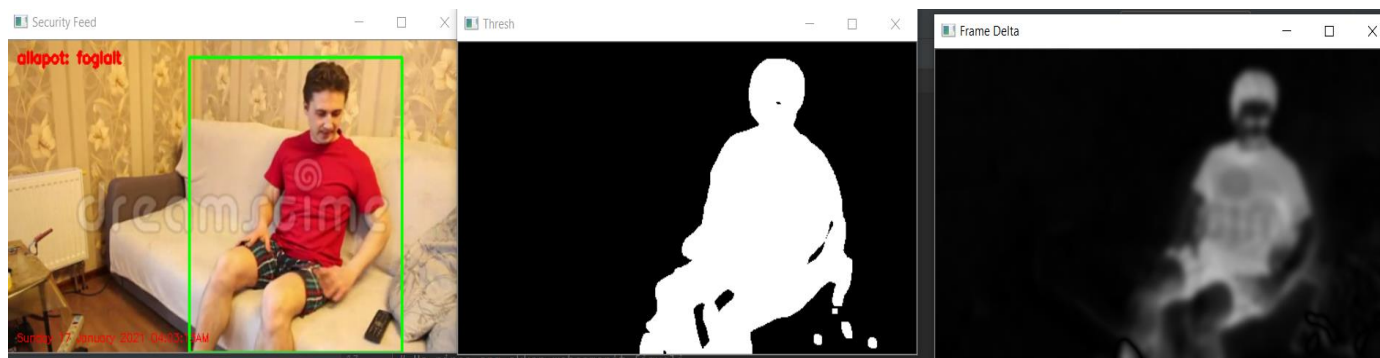 Security Feed
Thresh
Frame Delta
allapot: foglalt
dreamstime
Sunday 17 January 2021